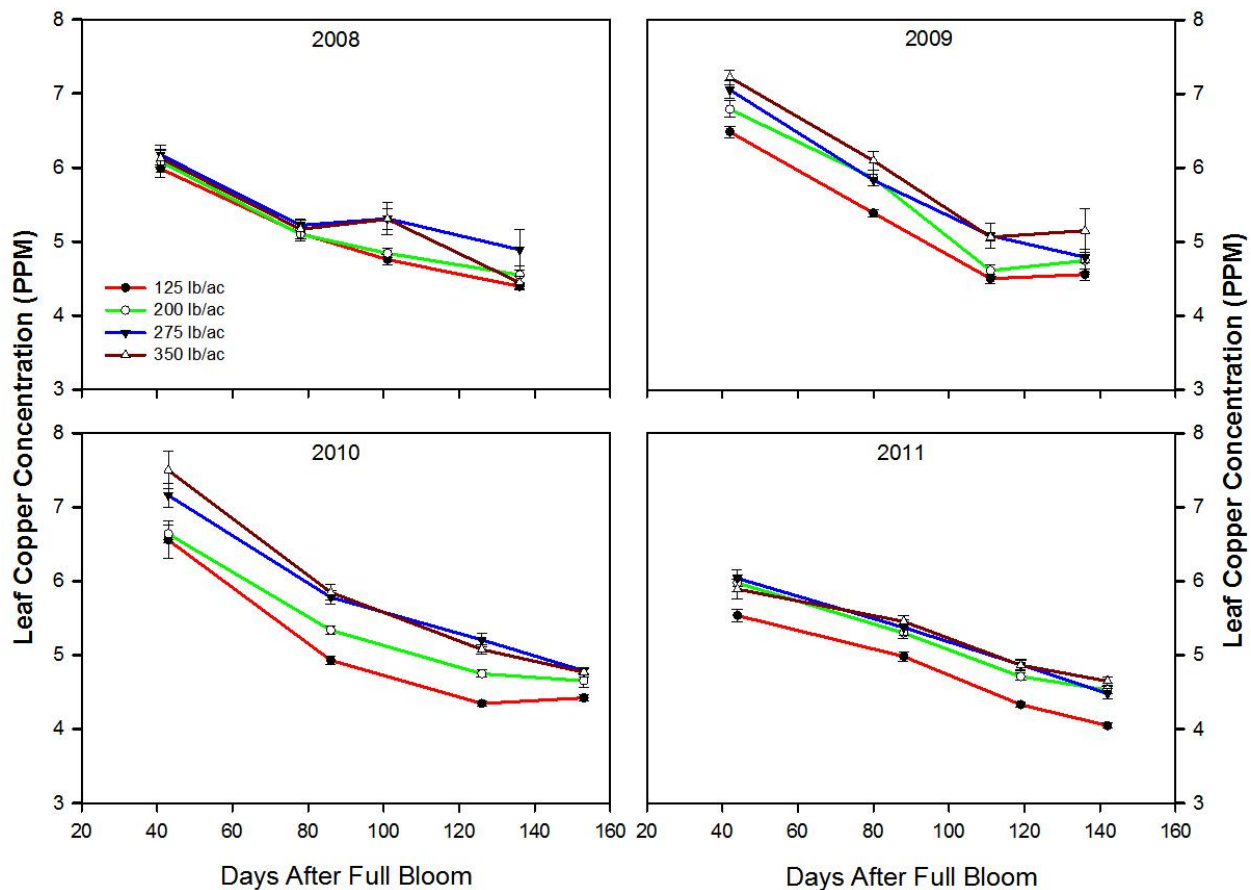 Leaf Copper Concentration (PPM)
8
7
6
5
4
3
2008
125 lb/ac
200 lb/ac
275 lb/ac
350 lb/ac
2009
8
7
6
5
4
3
Leaf Copper Concentration (PPM)
8
7
6
5
4
3
2010
20 40 60 80 100 120 140 160
Days After Full Bloom
2011
8
7
6
5
4
3
20 40 60 80 100 120 140 160
Days After Full Bloom